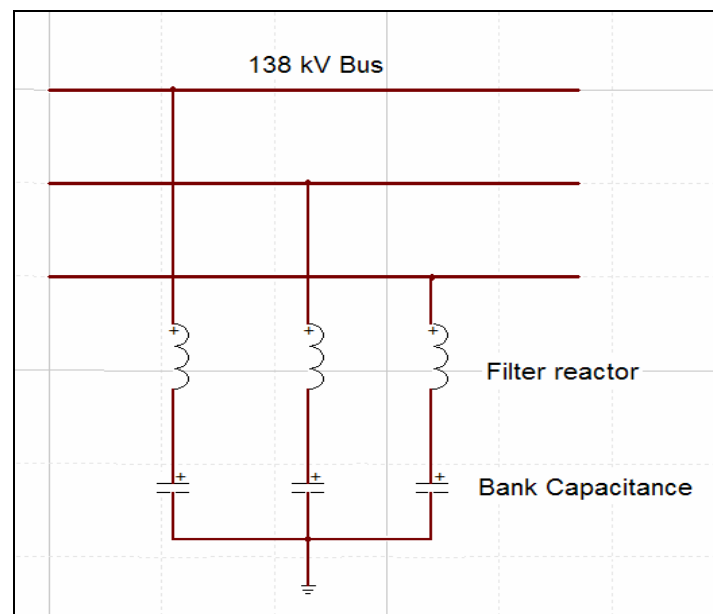 138 kV Bus
+ + +
Filter reactor
+ + +
Bank Capacitance